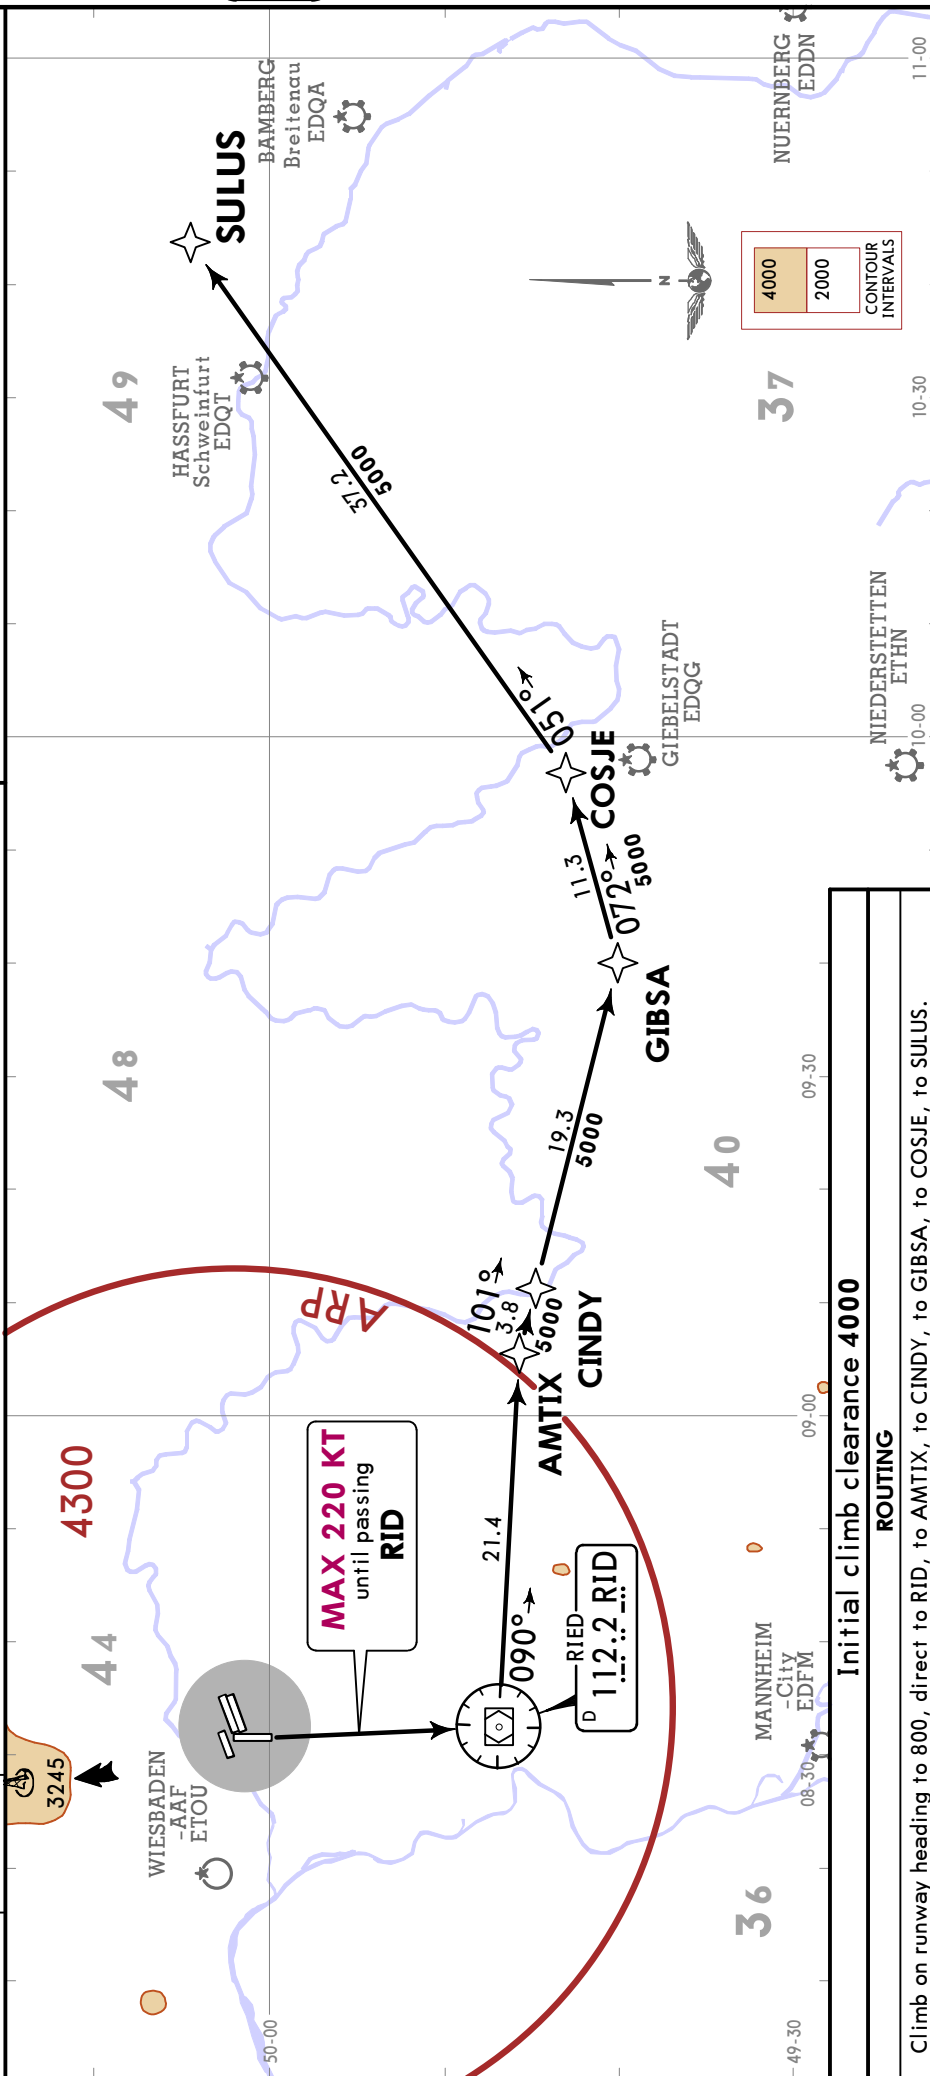 BAMBERG
Breitenau
EDQA
NUERNBERG
EDDN
11-00
SULUS
N
4000
2000
CONTOUR
INTERVALS
49
HASSFURT
Schweinfurt
EDQT
37
10-30
37.2
5000
051°
GIEBELSTADT
EDQG
NIEDERSTETTEN
ETHN
10-00
COSJE
11.3
072°
5000
GIBSA
48
09-30
19.3
5000
40
101°
3.8
5000
CINDY
AMTIX
ARP
09-00
4300
MAX 220 KT
until passing
RID
21.4
090°
RIED
D
112.2 RID
44
3245
WIESBADEN
-AAF
ETOU
MANNHEIM
-City
EDFM
08-30
36
50-00
49-30
Initial climb clearance 4000
ROUTING
Climb on runway heading to 800, direct to RID, to AMTIX, to CINDY, to GIBSA, to COSJE, to SULUS.